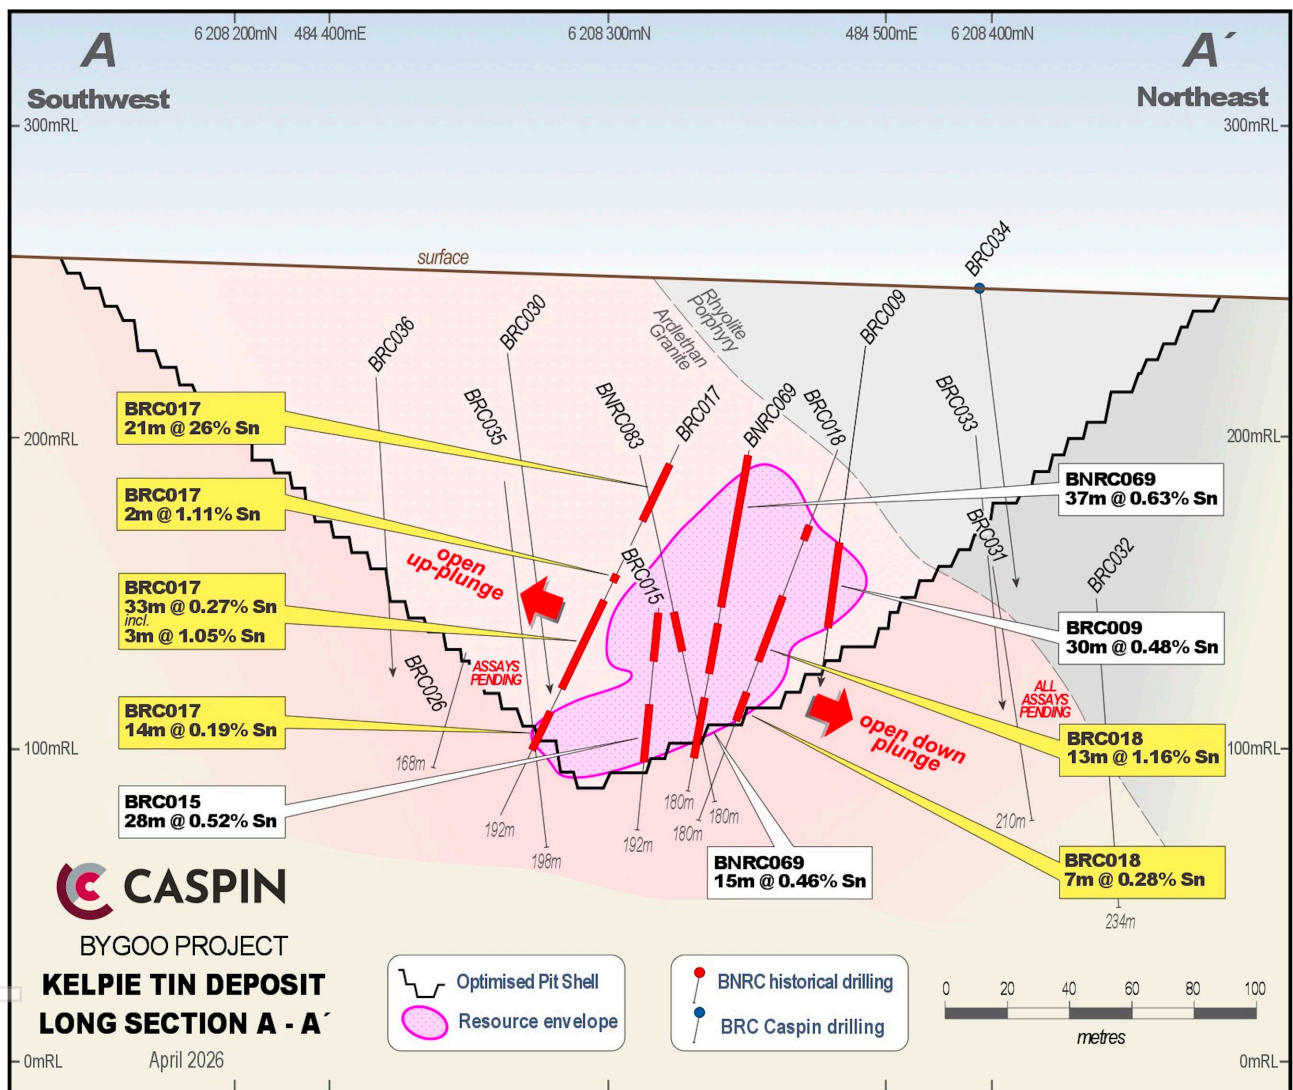 6 208 200mN
484 400mE
6 208 300mN
484 500mE
6 208 400mN
A
Southwest
A´
Northeast
300mRL
300mRL
surface
BRC034
BRC036
BRC030
Rhyolite
Porphyry
Ardlethan
Granite
BRC009
BRC035
BNRC083
BRC017
BNRC069
BRC018
BRC033
BRC017
21m @ 26% Sn
200mRL
200mRL
BNRC069
37m @ 0.63% Sn
BRC017
2m @ 1.11% Sn
BRC031
BRC032
open
up-plunge
BRC015
BRC017
33m @ 0.27% Sn
incl.
3m @ 1.05% Sn
BRC009
30m @ 0.48% Sn
BRC026
ASSAYS
PENDING
ALL
ASSAYS
PENDING
BRC017
14m @ 0.19% Sn
open down
plunge
BRC018
13m @ 1.16% Sn
100mRL
100mRL
168m
BRC015
28m @ 0.52% Sn
192m
198m
192m
180m
180m
180m
210m
BNRC069
15m @ 0.46% Sn
BRC018
7m @ 0.28% Sn
234m
CASPIN
BYGOO PROJECT
KELPIE TIN DEPOSIT
LONG SECTION A - A´
April 2026
Optimised Pit Shell
Resource envelope
BNRC historical drilling
BRC Caspin drilling
0 20 40 60 80 100
metres
0mRL
0mRL